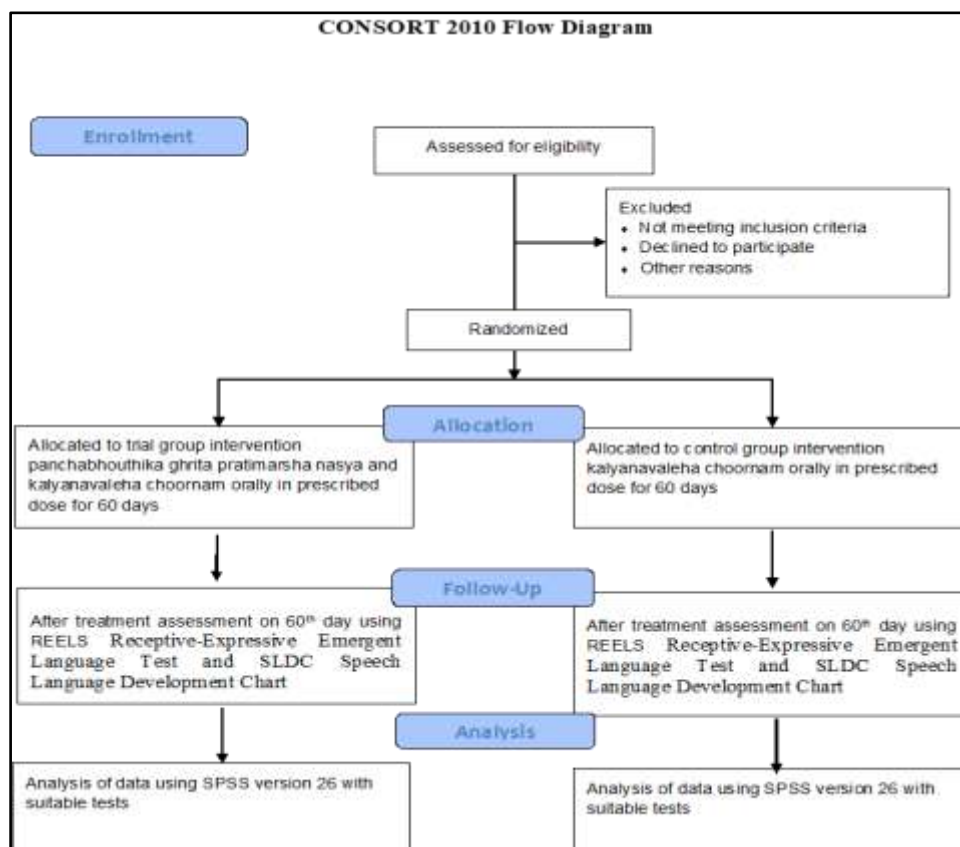 CONSORT 2010 Flow Diagram
Enrollment
Assessed for eligibility
Excluded
• Not meeting inclusion criteria
• Declined to participate
• Other reasons
Randomized
Allocation
Allocated to trial group intervention
panchabhouthika ghrita pratimarsha nasya and
kalyanavaleha choornam orally in prescribed
dose for 60 days
Allocated to control group intervention
kalyanavaleha choornam orally in prescribed
dose for 60 days
Follow-Up
After treatment assessment on 60th day using
REELS Receptive-Expressive Emergent
Language Test and SLDC Speech
Language Development Chart
After treatment assessment on 60th day using
REELS Receptive-Expressive Emergent
Language Test and SLDC Speech
Language Development Chart
Analysis
Analysis of data using SPSS version 26 with
suitable tests
Analysis of data using SPSS version 26 with
suitable tests